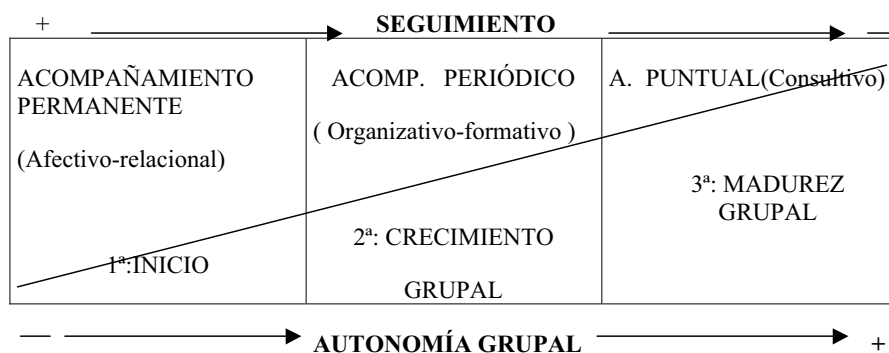 + SEGUIMIENTO —
ACOMPAÑAMIENTO
PERMANENTE
(Afectivo-relacional)
1ª:INICIO
ACOMP. PERIÓDICO
( Organizativo-formativo )
2ª: CRECIMIENTO
GRUPAL
A. PUNTUAL(Consultivo)
3ª: MADUREZ
GRUPAL
— AUTONOMÍA GRUPAL +